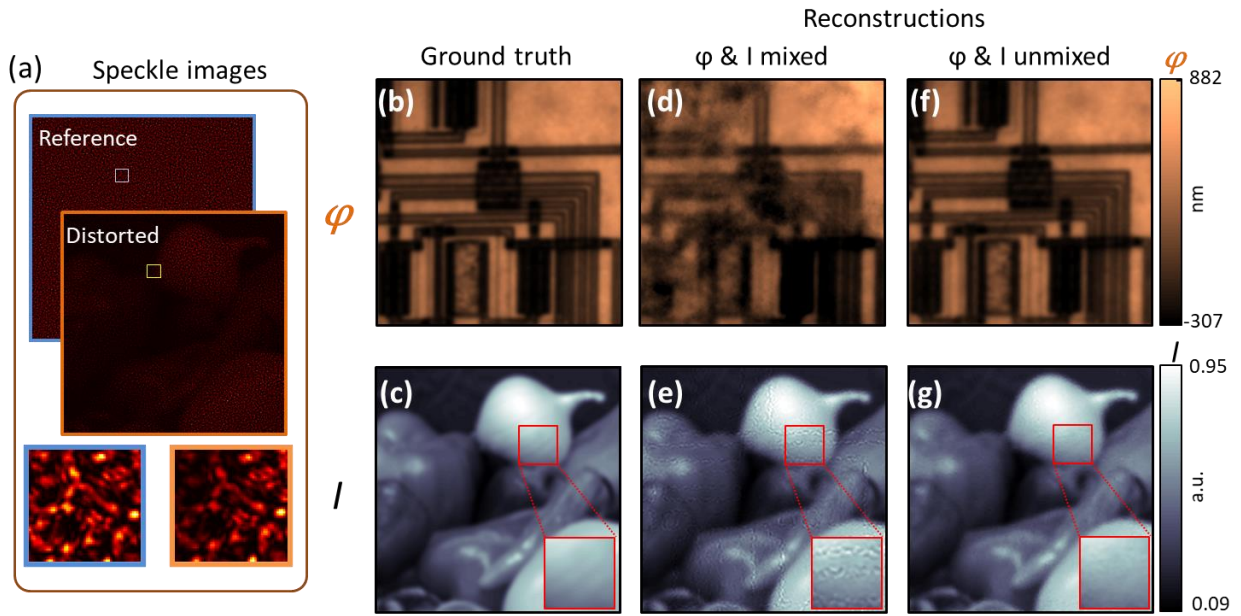 Reconstructions
(a) Speckle images
Ground truth
φ & I mixed
φ & I unmixed
φ
Reference
Distorted
φ
(b)
(d)
(f)
882
nm
-307
I
(c)
(e)
(g)
I
0.95
a.u.
0.09